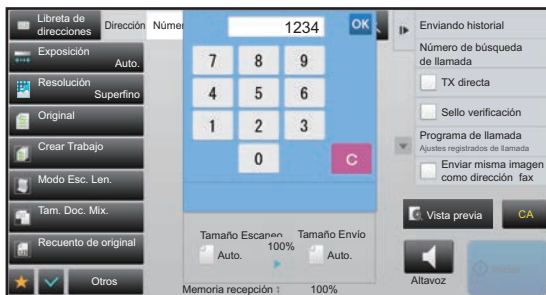 Libreta de
direcciones
Dirección
Númer
1234
OK
Exposición
Auto.
Resolución
Superfino
Original
Crear Trabajo
Modo Esc. Len.
Tam. Doc. Mix.
Recuento de original
Otros
7 8 9
4 5 6
1 2 3
0 C
Tamaño Escaneo
Tamaño Envio
100%
Auto.
Auto.
Memoria recepción :
100%
Enviando historial
Número de búsqueda
de llamada
TX directa
Sello verificación
Programa de llamada
Ajustes registrados de llamada
Enviar misma imagen
como dirección fax
Vista previa
CA
Altavoz